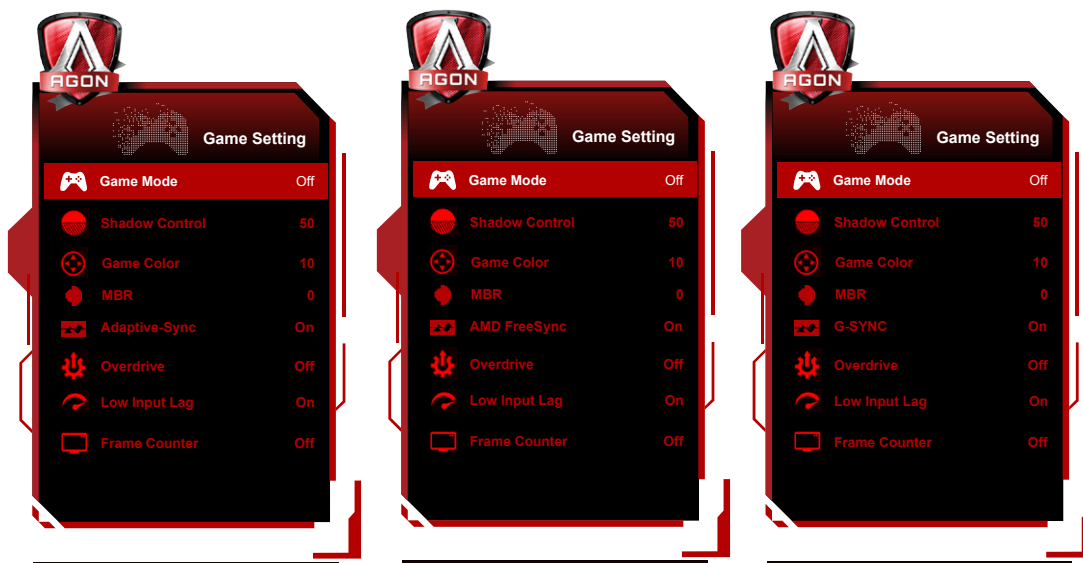 AGON
Game Setting
Game Mode Off
Shadow Control 50
Game Color 10
MBR 0
Adaptive-Sync On
Overdrive Off
Low Input Lag On
Frame Counter Off
AGON
Game Setting
Game Mode Off
Shadow Control 50
Game Color 10
MBR 0
AMD FreeSync On
Overdrive Off
Low Input Lag On
Frame Counter Off
AGON
Game Setting
Game Mode Off
Shadow Control 50
Game Color 10
MBR 0
G-SYNC On
Overdrive Off
Low Input Lag On
Frame Counter Off